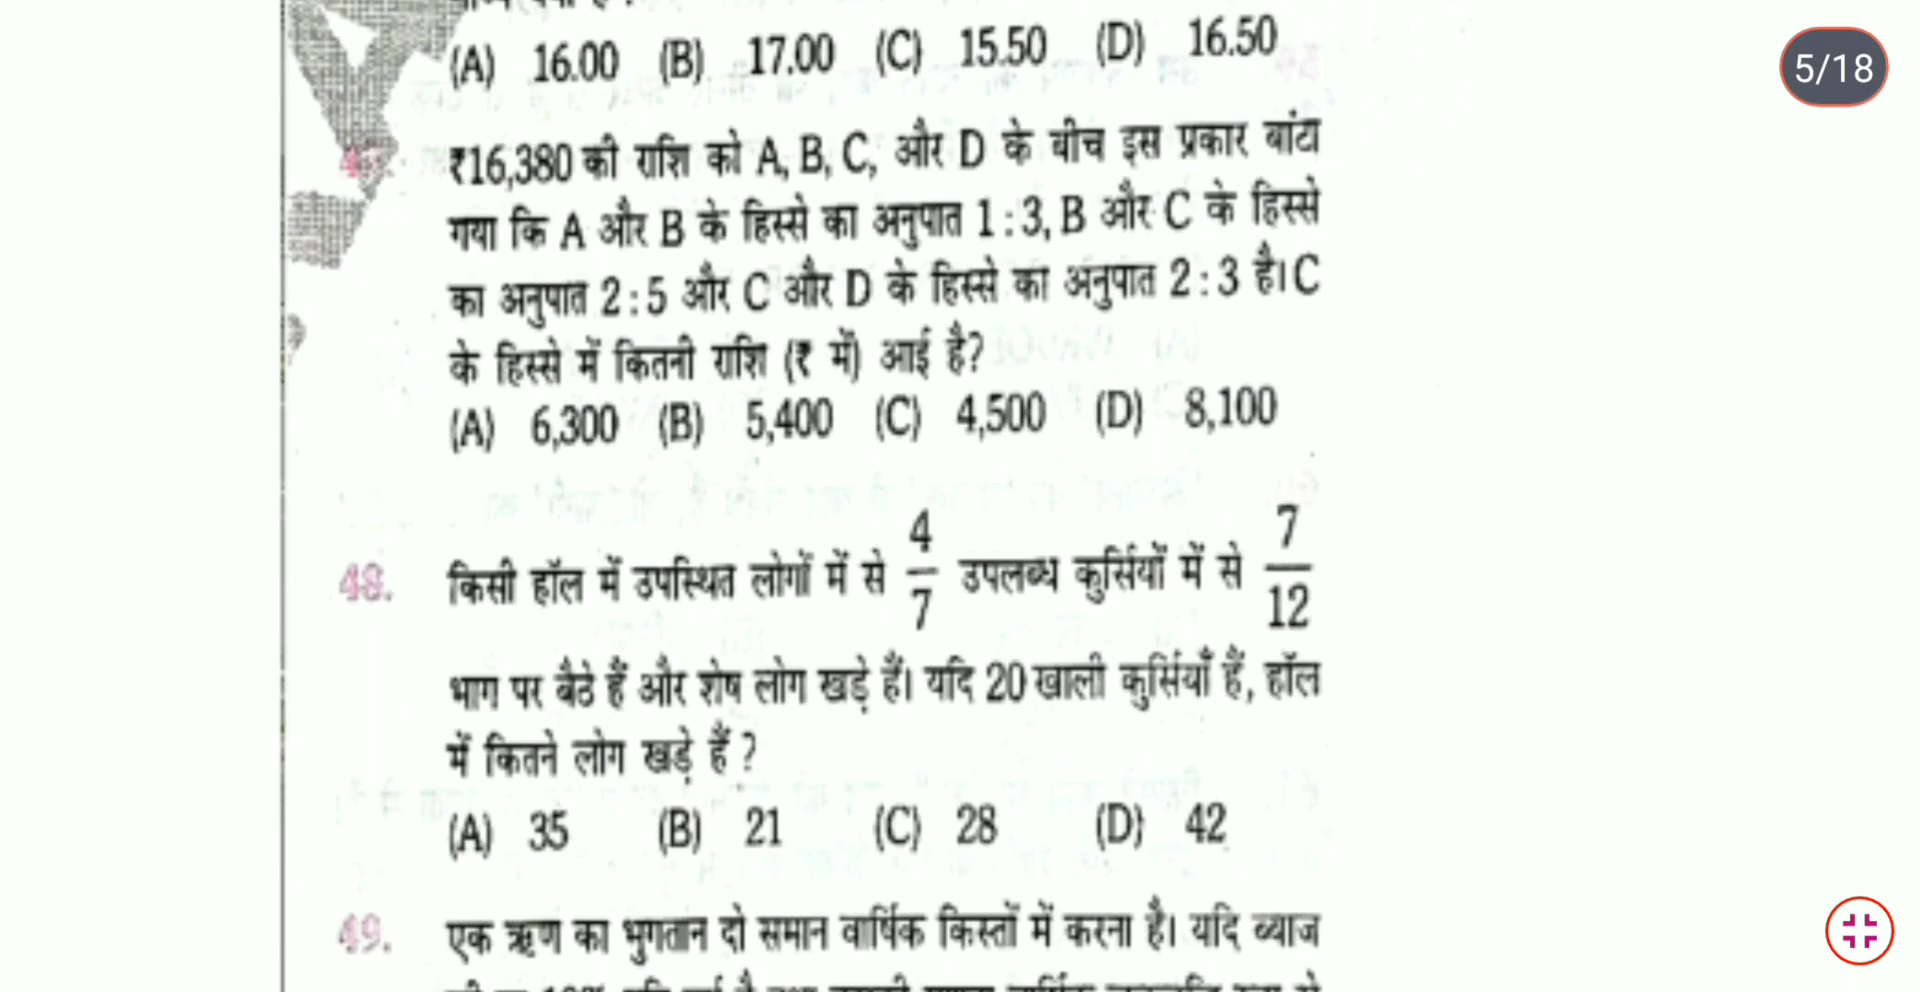 (A) 16.00 (B) 17.00 (C) 15.50 (D) 16.50
5/18
₹16,380 की राशि को A, B, C, और D के बीच इस प्रकार बांटा
गया कि A और B के हिस्से का अनुपात 1 : 3, B और C के हिस्से
का अनुपात 2 : 5 और C और D के हिस्से का अनुपात 2 : 3 है। C
के हिस्से में कितनी राशि (₹ में) आई है?
(A) 6,300 (B) 5,400 (C) 4,500 (D) 8,100
48. किसी हॉल में उपस्थित लोगों में से 4/7 उपलब्ध कुर्सियों में से 7/12
भाग पर बैठे हैं और शेष लोग खड़े हैं। यदि 20 खाली कुर्सियाँ हैं, हॉल
में कितने लोग खड़े हैं ?
(A) 35 (B) 21 (C) 28 (D) 42
49. एक ऋण का भुगतान दो समान वार्षिक किस्तों में करना है। यदि ब्याज